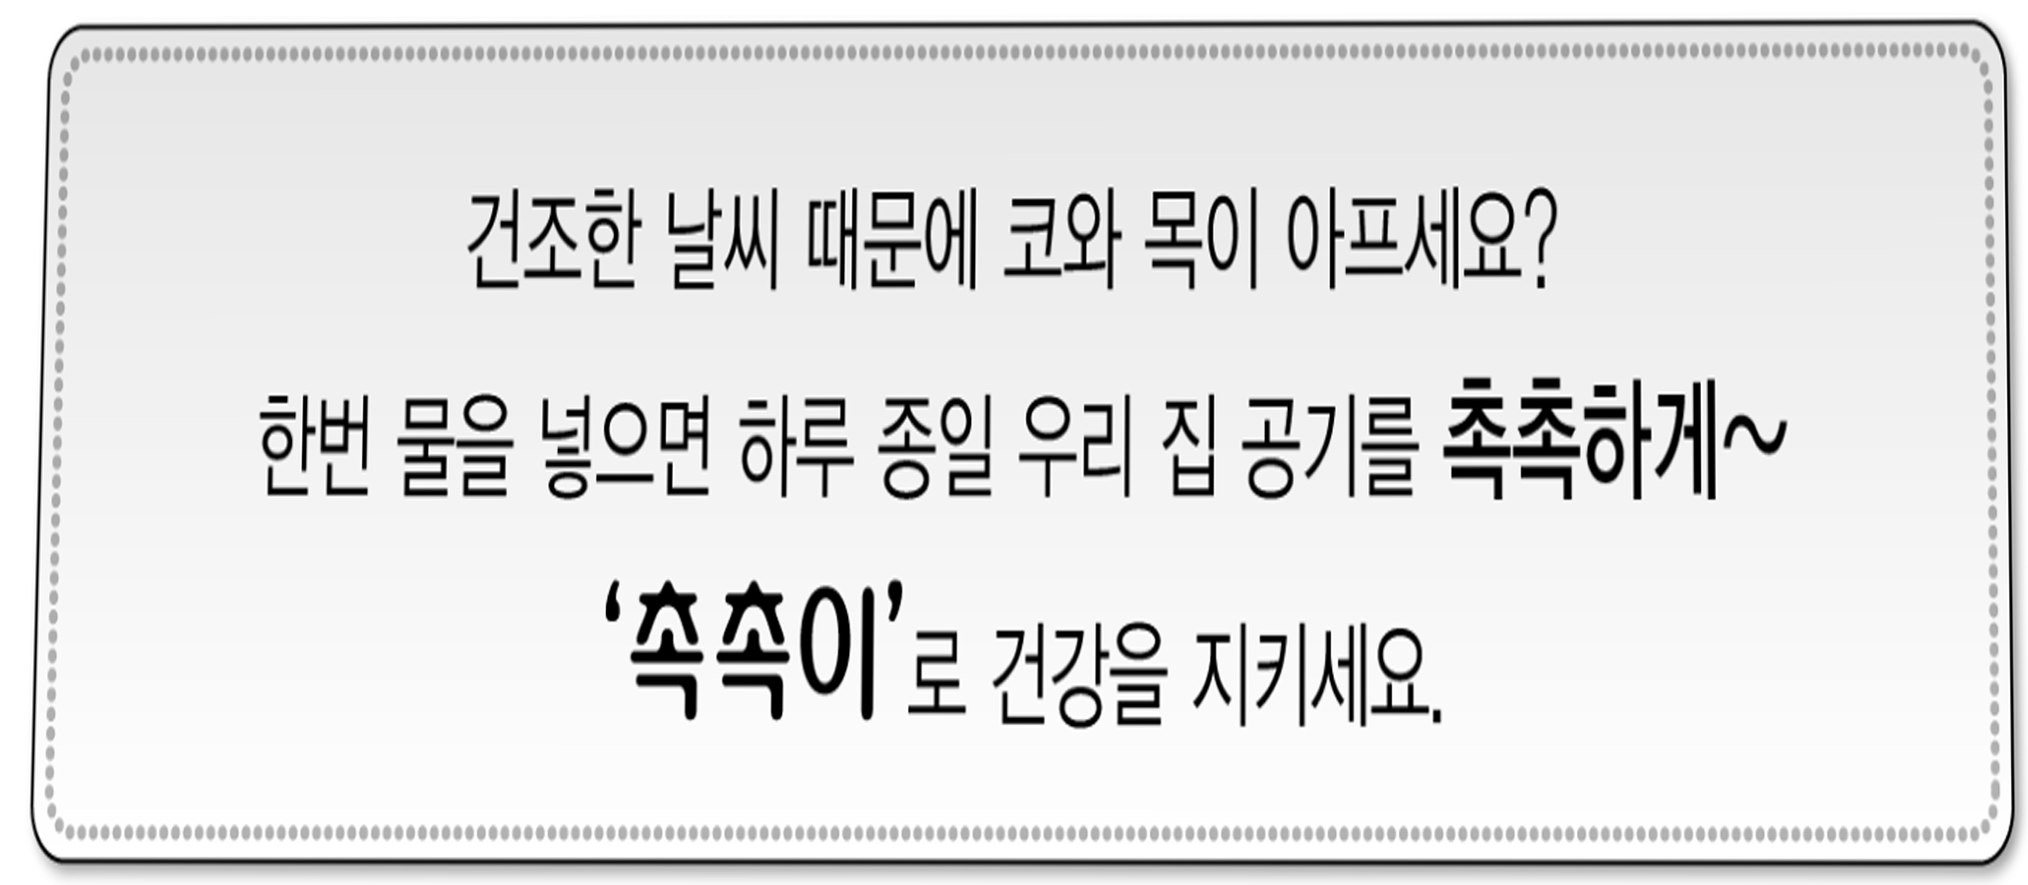 건조한 날씨 때문에 코와 목이 아프세요?
한번 물을 넣으면 하루 종일 우리 집 공기를 촉촉하게~
‘촉촉이’로 건강을 지키세요.